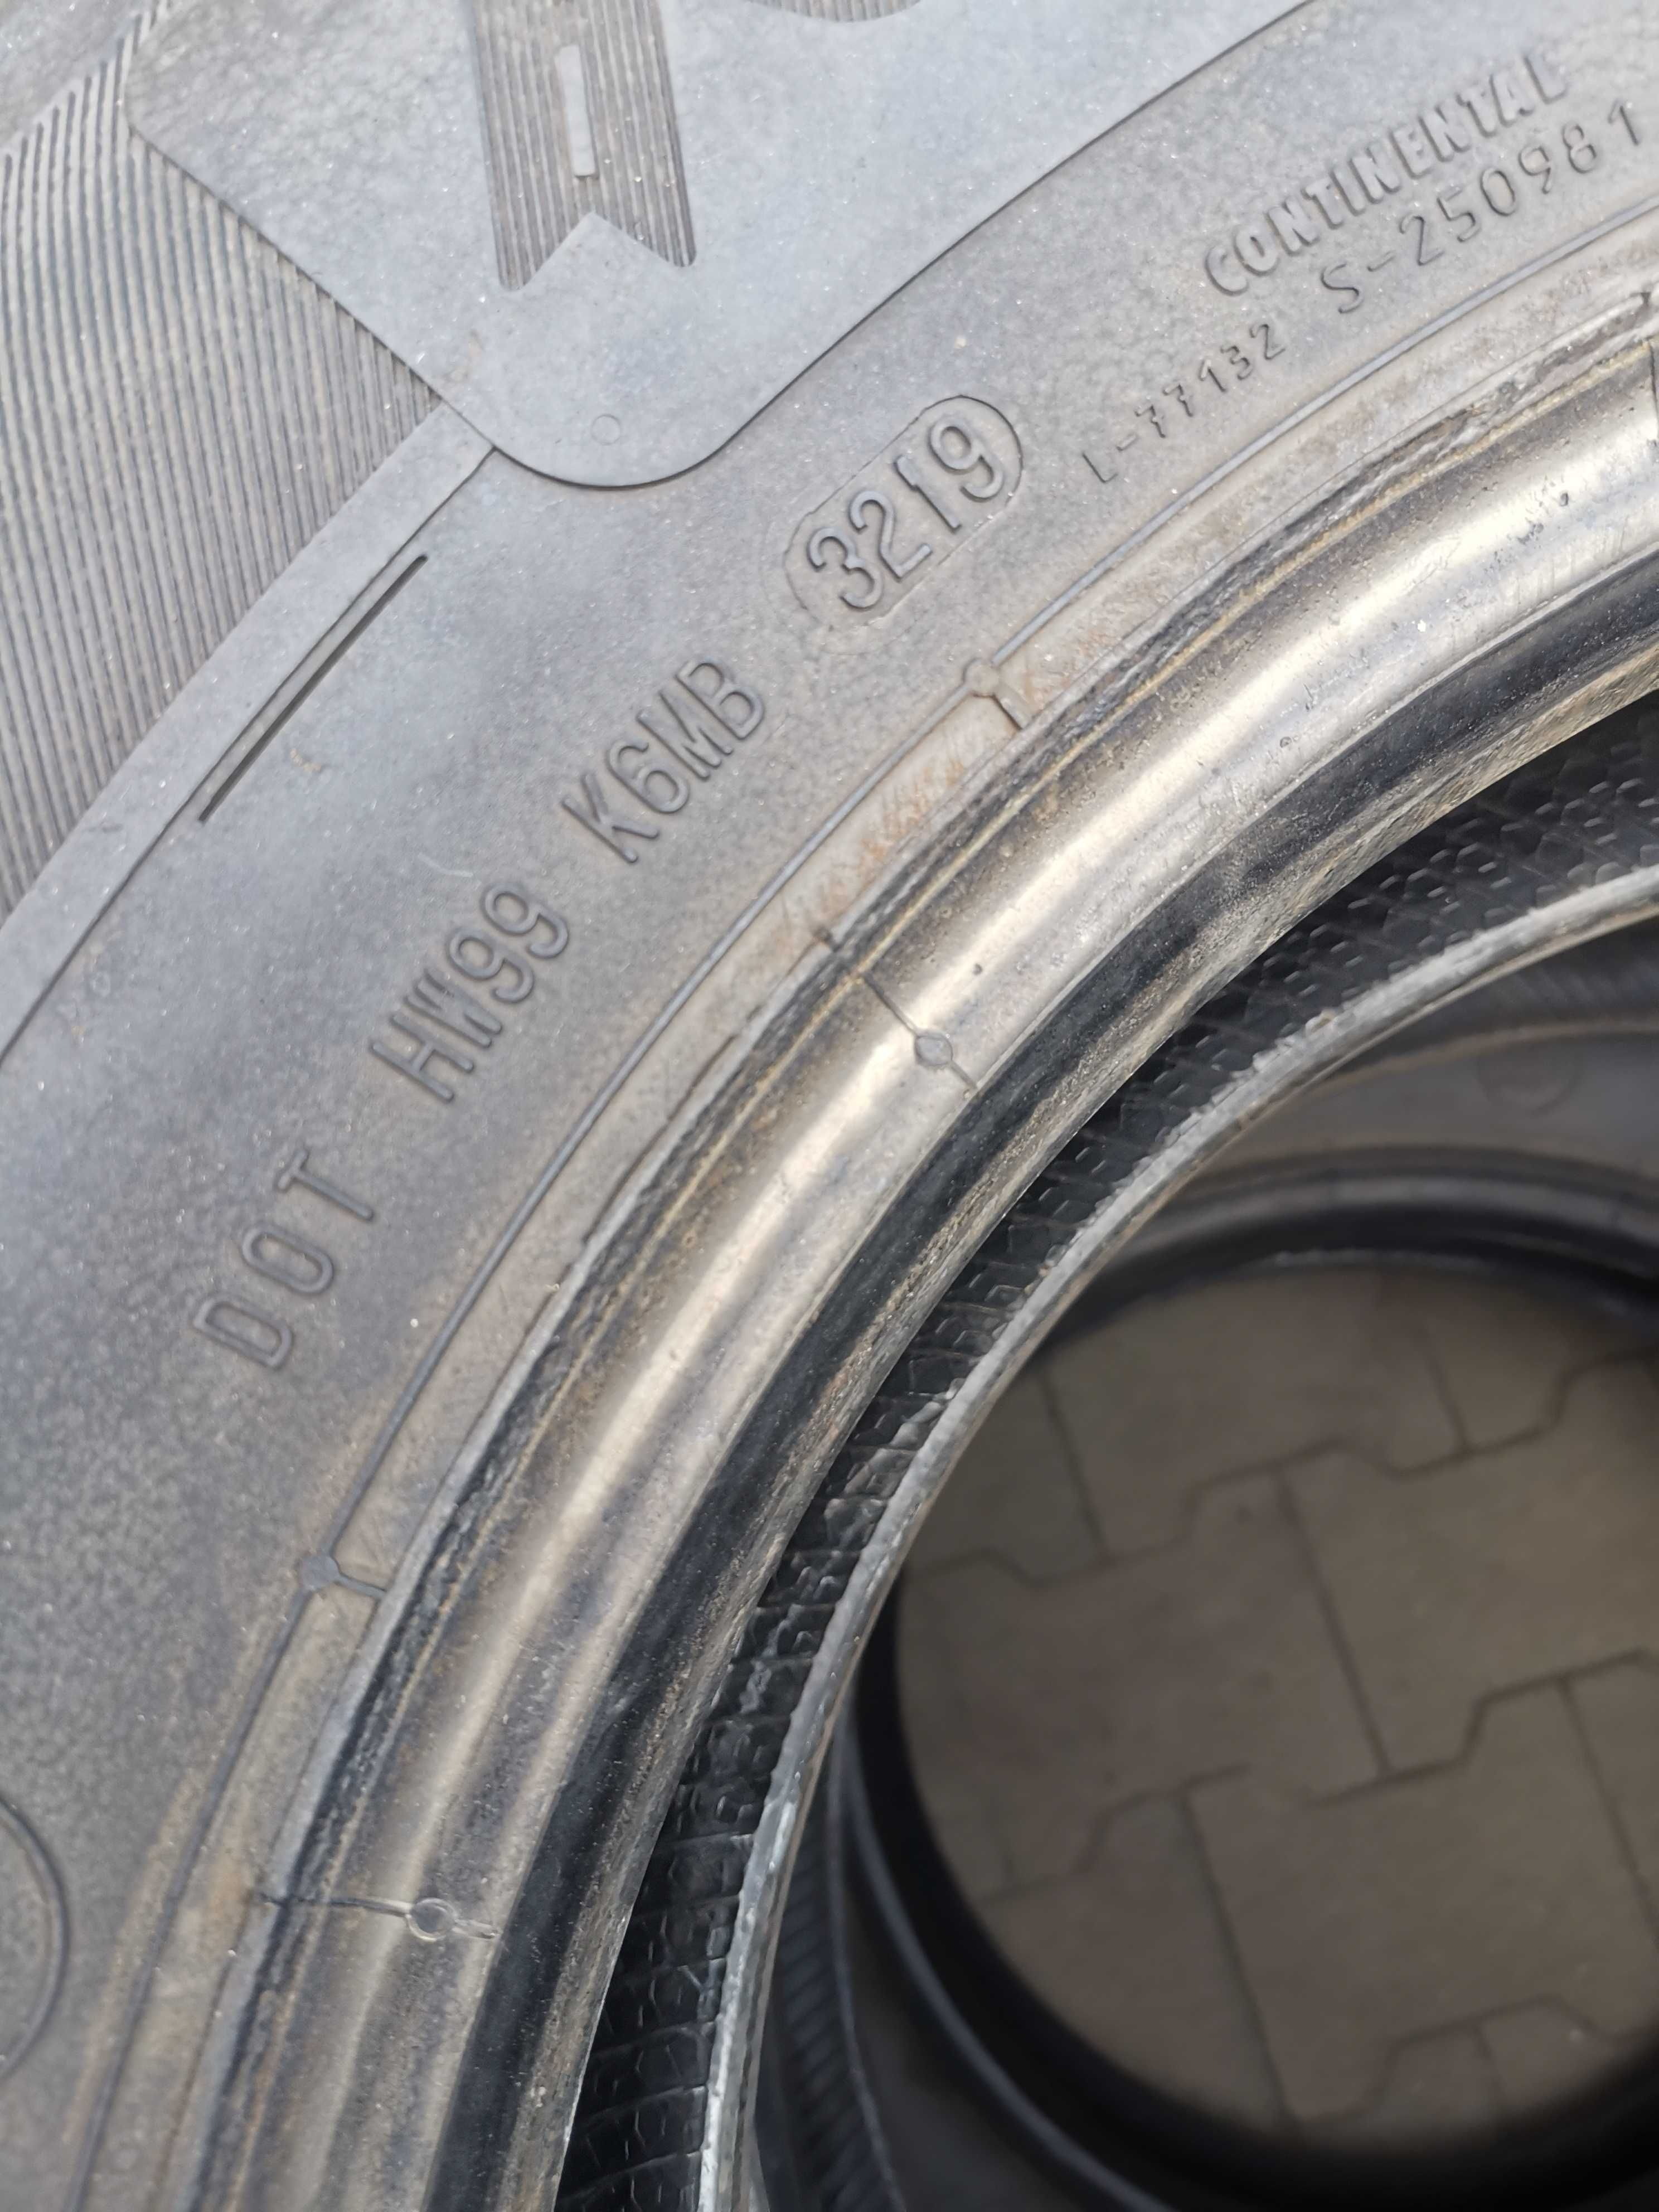 CONTINENTAL
L-77132 S-250981
DOT HW99 K6MB 3219